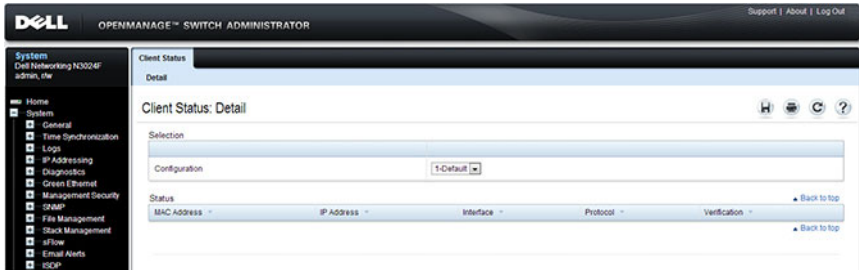 Support | About | Log Out
DELL OPENMANAGE™ SWITCH ADMINISTRATOR
System
Dell Networking N3024F
admin, r/w
Home
System
General
Time Synchronization
Logs
IP Addressing
Diagnostics
Green Ethernet
Management Security
SNMP
File Management
Stack Management
sFlow
Email Alerts
ISDP
Client Status
Detail
Client Status: Detail
?
Selection
Configuration 1-Default
Status
Back to top
MAC Address IP Address Interface Protocol Verification
Back to top